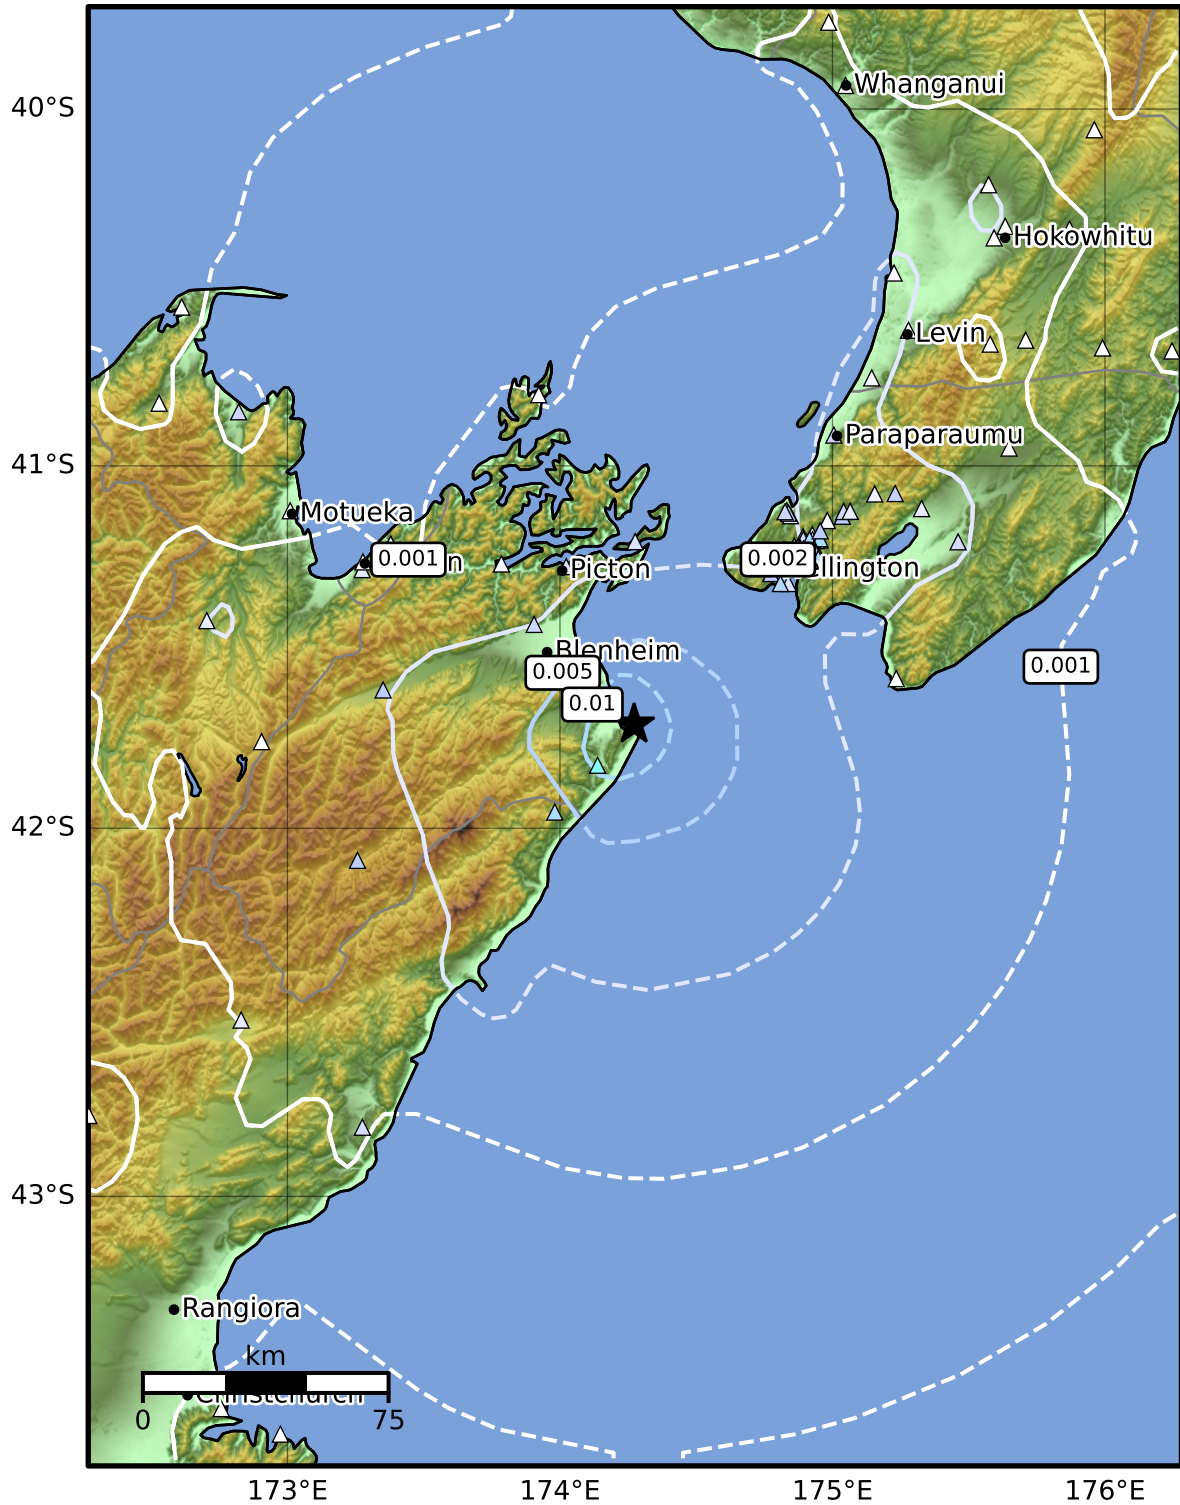 40°S
Whanganui
Hokowhitu
Levin
Paraparaumu
41°S
Motueka
0.001
n
0.002
ellington
Picton
Blenheim
0.005
0.001
0.01
42°S
43°S
Rangiora
km
Christchurch
0
75
173°E
174°E
175°E
176°E